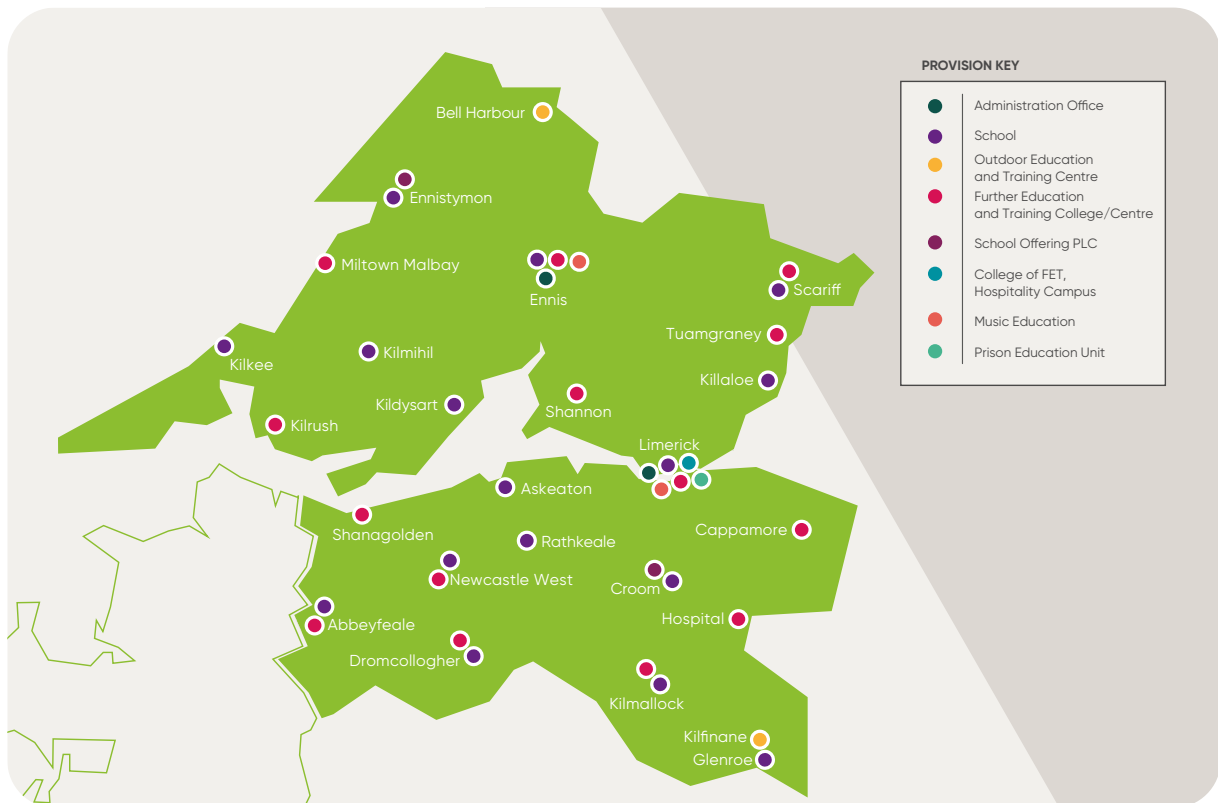 PROVISION KEY
Administration Office
School
Outdoor Education
and Training Centre
Further Education
and Training College/Centre
School Offering PLC
College of FET,
Hospitality Campus
Music Education
Prison Education Unit
Bell Harbour
Ennistymon
Miltown Malbay
Ennis
Scariff
Tuamgraney
Kilkee
Kilmihil
Killaloe
Kildysart
Shannon
Kilrush
Limerick
Askeaton
Shanagolden
Cappamore
Rathkeale
Newcastle West
Croom
Hospital
Abbeyfeale
Dromcollogher
Kilmallock
Kilfinane
Glenroe